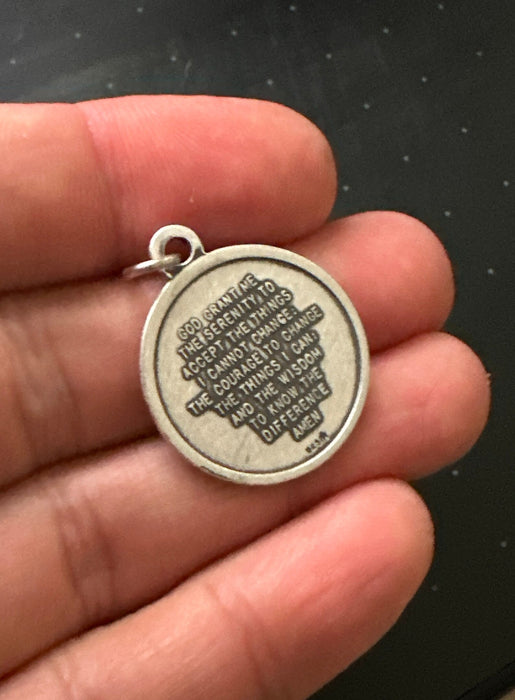 GOD GRANT ME
THE SERENITY TO
ACCEPT THE THINGS
I CANNOT CHANGE:
THE COURAGE TO CHANGE
THE THINGS I CAN;
AND THE WISDOM
TO KNOW THE
DIFFERENCE
AMEN